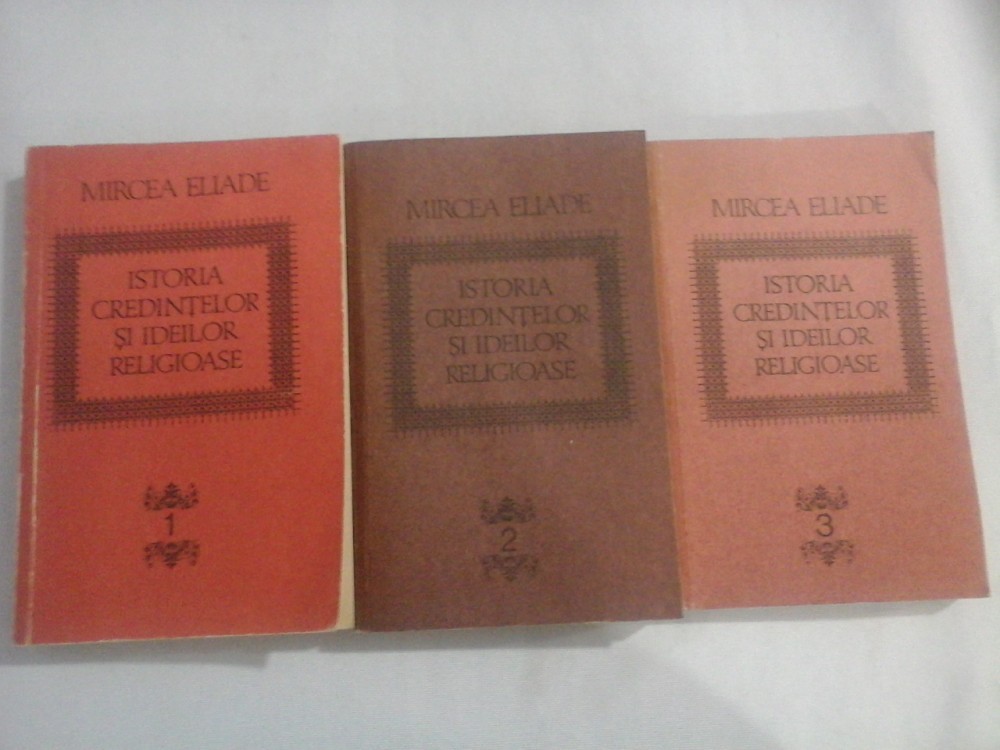 MIRCEA ELIADE
ISTORIA
CREDINȚELOR
ȘI IDEILOR
RELIGIOASE
1
MIRCEA ELIADE
ISTORIA
CREDINȚELOR
ȘI IDEILOR
RELIGIOASE
2
MIRCEA ELIADE
ISTORIA
CREDINȚELOR
ȘI IDEILOR
RELIGIOASE
3